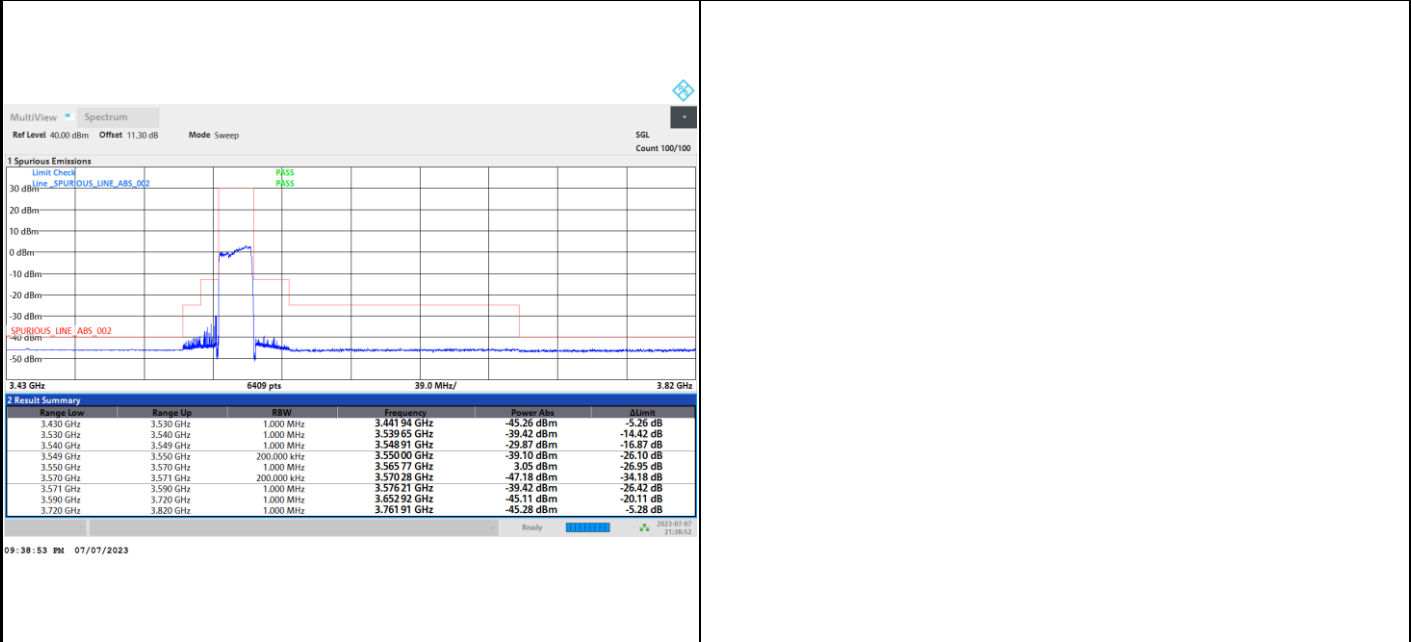 MultiView Spectrum
Ref Level 40.00 dBm Offset 11.30 dB Mode Sweep SGL
Count 100/100
1 Spurious Emissions
Limit Check PASS
Line _SPURIOUS_LINE_ABS_002 PASS
30 dBm
20 dBm
10 dBm
0 dBm
-10 dBm
-20 dBm
-30 dBm
_SPURIOUS_LINE_ABS_002
-40 dBm
-50 dBm
3.43 GHz 6409 pts 39.0 MHz/ 3.82 GHz
2 Result Summary
Range Low Range Up RBW Frequency Power Abs ΔLimit
3.430 GHz 3.530 GHz 1.000 MHz 3.441 94 GHz -45.26 dBm -5.26 dB
3.530 GHz 3.540 GHz 1.000 MHz 3.539 65 GHz -39.42 dBm -14.42 dB
3.540 GHz 3.549 GHz 1.000 MHz 3.548 91 GHz -29.87 dBm -16.87 dB
3.549 GHz 3.550 GHz 200.000 kHz 3.550 00 GHz -39.10 dBm -26.10 dB
3.550 GHz 3.570 GHz 1.000 MHz 3.565 77 GHz 3.05 dBm -26.95 dB
3.570 GHz 3.571 GHz 200.000 kHz 3.570 28 GHz -47.18 dBm -34.18 dB
3.571 GHz 3.590 GHz 1.000 MHz 3.576 21 GHz -39.42 dBm -26.42 dB
3.590 GHz 3.720 GHz 1.000 MHz 3.652 92 GHz -45.11 dBm -20.11 dB
3.720 GHz 3.820 GHz 1.000 MHz 3.761 91 GHz -45.28 dBm -5.28 dB
Ready 2023-07-07
21:38:52
09:38:53 PM 07/07/2023